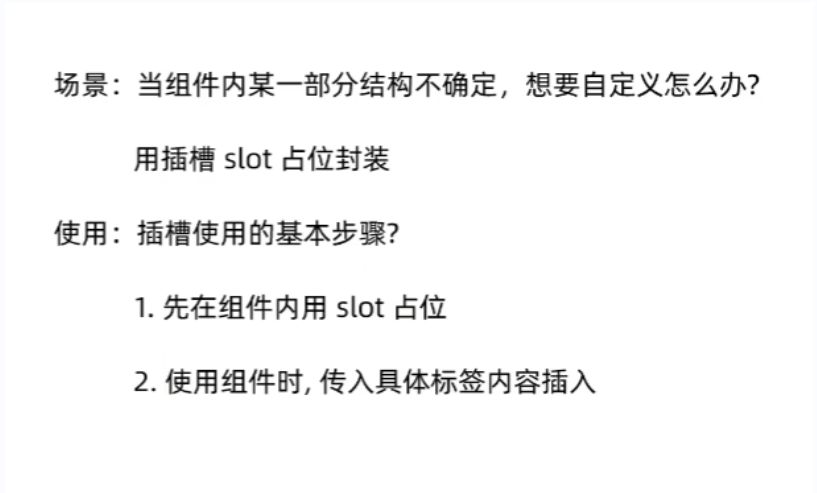 场景：当组件内某一部分结构不确定，想要自定义怎么办?
用插槽 slot 占位封装
使用：插槽使用的基本步骤?
1. 先在组件内用 slot 占位
2. 使用组件时, 传入具体标签内容插入